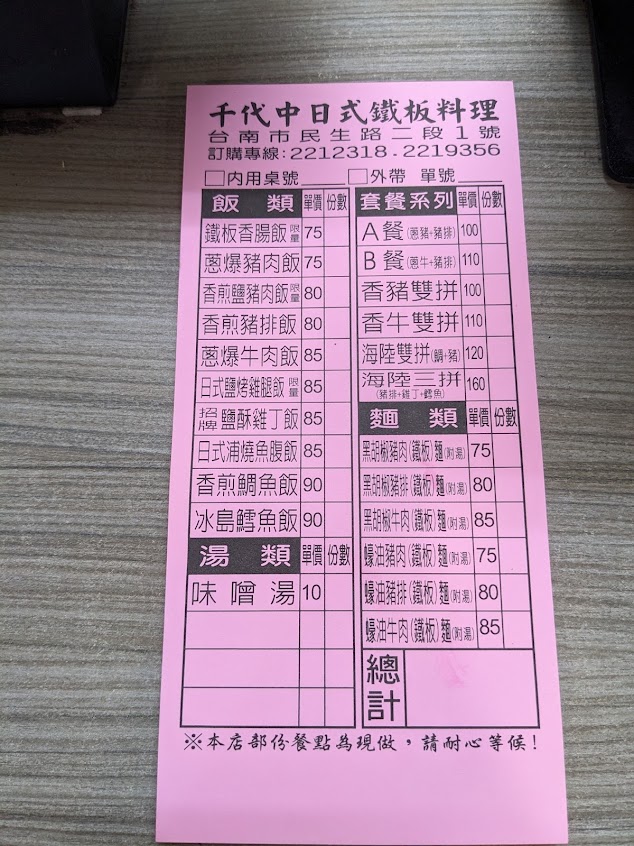 千代中日式鐵板料理
台南市民生路二段1號
訂購專線:2212318.2219356
□內用桌號____ □外帶 單號____
飯 類 單價 份數
鐵板香腸飯 限量 75
蔥爆豬肉飯 75
香煎鹽豬肉飯 限量 80
香煎豬排飯 80
蔥爆牛肉飯 85
日式鹽烤雞腿飯 限量 85
招牌鹽酥雞丁飯 85
日式浦燒魚腹飯 85
香煎鯛魚飯 90
冰島鱈魚飯 90
湯 類 單價 份數
味噌湯 10
套餐系列 單價 份數
A餐(蔥豬+豬排) 100
B餐(蔥牛+豬排) 110
香豬雙拼 100
香牛雙拼 110
海陸雙拼(鯛+豬) 120
海陸三拼 160
(豬排+雞丁+鱈魚)
麵 類 單價 份數
黑胡椒豬肉(鐵板)麵(附湯) 75
黑胡椒豬排(鐵板)麵(附湯) 80
黑胡椒牛肉(鐵板)麵(附湯) 85
蠔油豬肉(鐵板)麵(附湯) 75
蠔油豬排(鐵板)麵(附湯) 80
蠔油牛肉(鐵板)麵(附湯) 85
總計
※本店部份餐點為現做,請耐心等候!